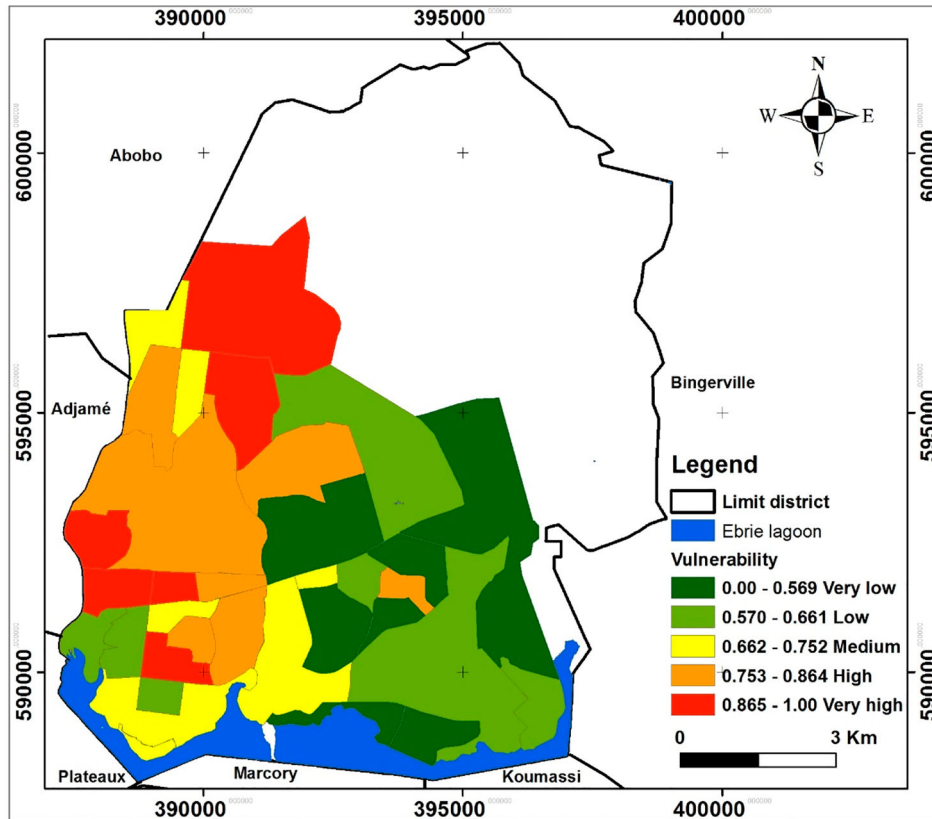 390000 395000 400000
N
W E
S
600000 600000
Abobo
Bingerville
Adjamé
595000 595000
Legend
Limit district
Ebrie lagoon
Vulnerability
0.00 - 0.569 Very low
0.570 - 0.661 Low
0.662 - 0.752 Medium
0.753 - 0.864 High
0.865 - 1.00 Very high
590000 590000
0 3 Km
Plateaux Marcory Koumassi
390000 395000 400000